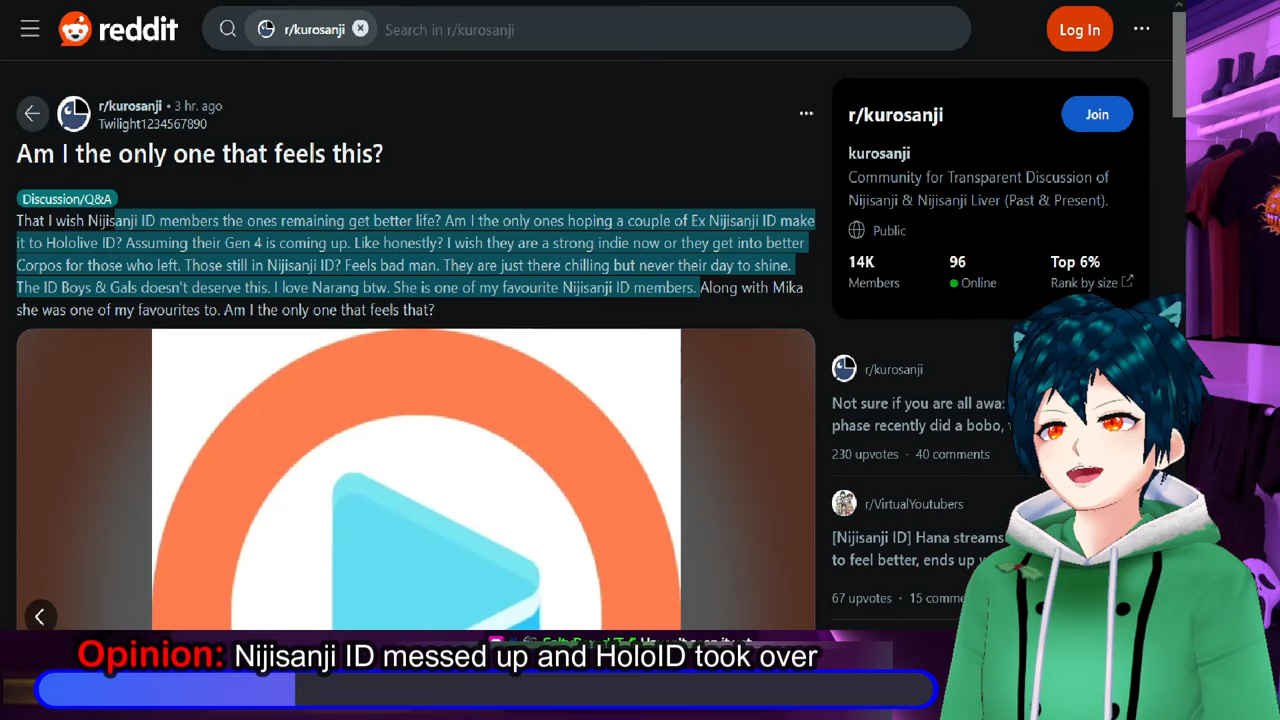 reddit
r/kurosanji
Search in r/kurosanji
Log In
r/kurosanji • 3 hr. ago
Twilight1234567890
Am I the only one that feels this?
Discussion/Q&A
That I wish Nijisanji ID members the ones remaining get better life? Am I the only ones hoping a couple of Ex Nijisanji ID make
it to Hololive ID? Assuming their Gen 4 is coming up. Like honestly? I wish they are a strong indie now or they get into better
Corpos for those who left. Those still in Nijisanji ID? Feels bad man. They are just there chilling but never their day to shine.
The ID Boys & Gals doesn't deserve this. I love Narang btw. She is one of my favourite Nijisanji ID members. Along with Mika
she was one of my favourites to. Am I the only one that feels that?
r/kurosanji
Join
kurosanji
Community for Transparent Discussion of
Nijisanji & Nijisanji Liver (Past & Present).
Public
14K
Members
96
Online
Top 6%
Rank by size
r/kurosanji
Not sure if you are all awa
phase recently did a bobo,
230 upvotes · 40 comments
r/VirtualYoutubers
[Nijisanji ID] Hana streams
to feel better, ends up
67 upvotes · 15 comme
Opinion: Nijisanji ID messed up and HoloID took over